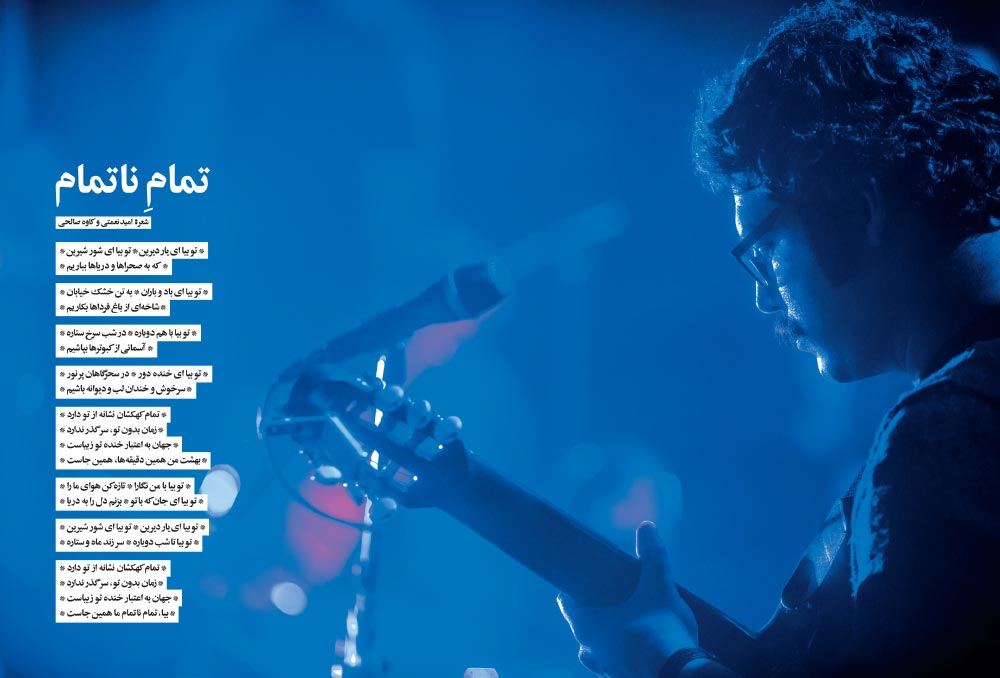 تمامِ ناتمام
شعر: امید نعمتی و کاوه صالحی
* تو بیا ای یار دیرین * تو بیا ای شور شیرین *
* که به صحراها و دریاها بباریم *
* تو بیا ای باد و باران * به تن خشک خیابان *
* شاخه‌ای از باغ فرداها بکاریم *
* تو بیا با هم دوباره * در شب سرخ ستاره *
* آسمانی از کبوترها بپاشیم *
* تو بیا ای خنده دور * در سحرگاهان پر نور *
* سرخوش و خندان لب و دیوانه باشیم *
* تمام کهکشان نشانه از تو دارد *
* زمان بدون تو، سر گذر ندارد *
* جهان به اعتبار خنده تو زیباست *
* بهشت من همین دقیقه‌ها، همین جاست *
* تو بیا با من نگارا * تازه کن هوای ما را *
* تو بیا ای جان که با تو * بزنم دل را به دریا *
* تو بیا ای یار دیرین * تو بیا ای شور شیرین *
* تو بیا تا شب دوباره * سر زند ماه و ستاره *
* تمام کهکشان نشانه از تو دارد *
* زمان بدون تو، سر گذر ندارد *
* جهان به اعتبار خنده تو زیباست *
* بیا، تمام ناتمام ما همین جاست *